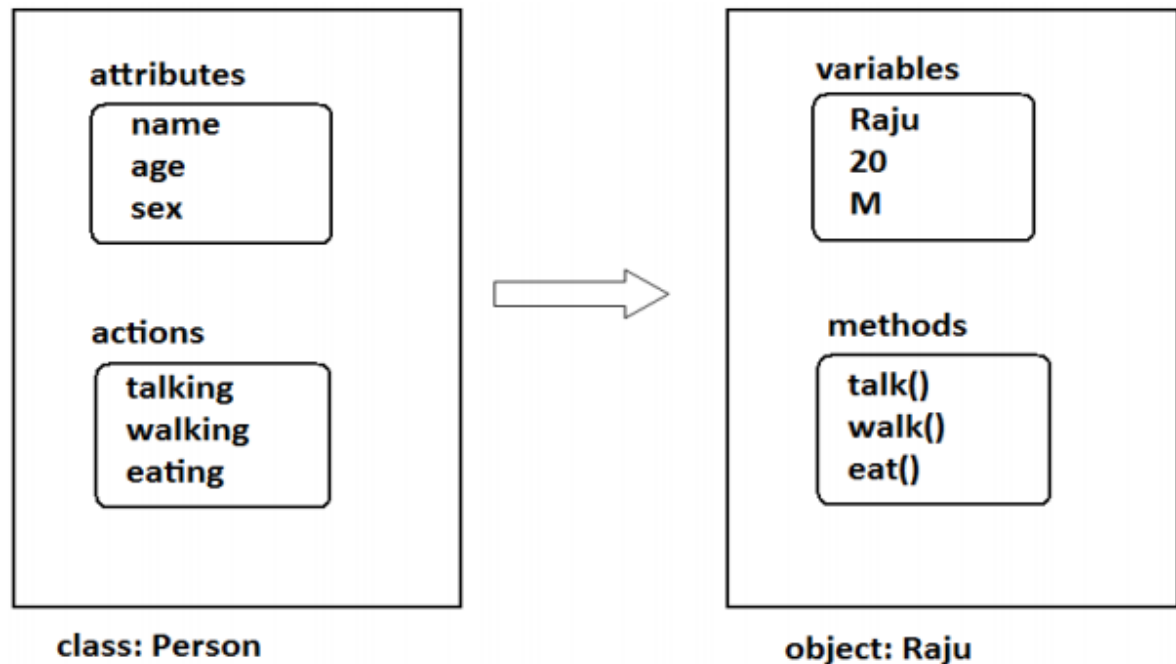 attributes
name
age
sex
actions
talking
walking
eating
class: Person
variables
Raju
20
M
methods
talk()
walk()
eat()
object: Raju